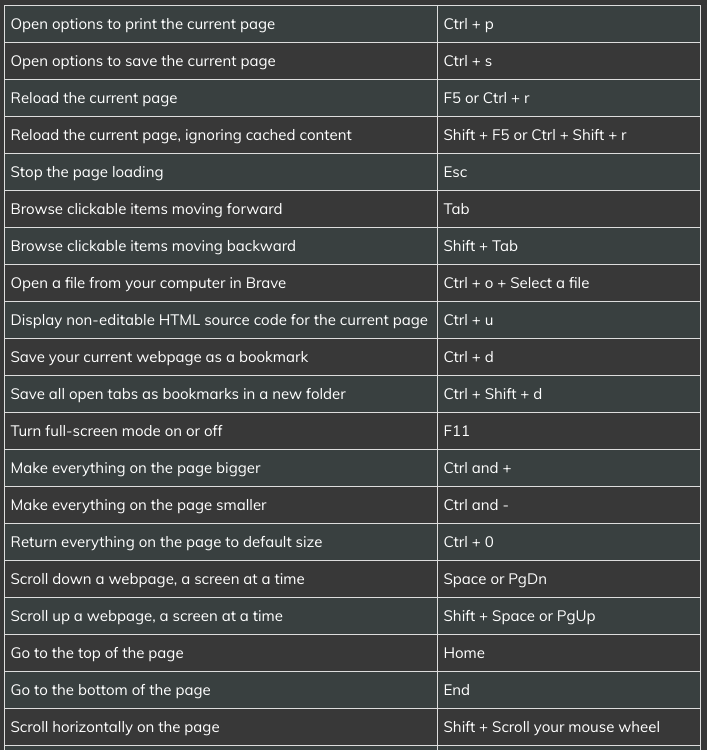 Open options to print the current page Ctrl + p
Open options to save the current page Ctrl + s
Reload the current page F5 or Ctrl + r
Reload the current page, ignoring cached content Shift + F5 or Ctrl + Shift + r
Stop the page loading Esc
Browse clickable items moving forward Tab
Browse clickable items moving backward Shift + Tab
Open a file from your computer in Brave Ctrl + o + Select a file
Display non-editable HTML source code for the current page Ctrl + u
Save your current webpage as a bookmark Ctrl + d
Save all open tabs as bookmarks in a new folder Ctrl + Shift + d
Turn full-screen mode on or off F11
Make everything on the page bigger Ctrl and +
Make everything on the page smaller Ctrl and -
Return everything on the page to default size Ctrl + 0
Scroll down a webpage, a screen at a time Space or PgDn
Scroll up a webpage, a screen at a time Shift + Space or PgUp
Go to the top of the page Home
Go to the bottom of the page End
Scroll horizontally on the page Shift + Scroll your mouse wheel